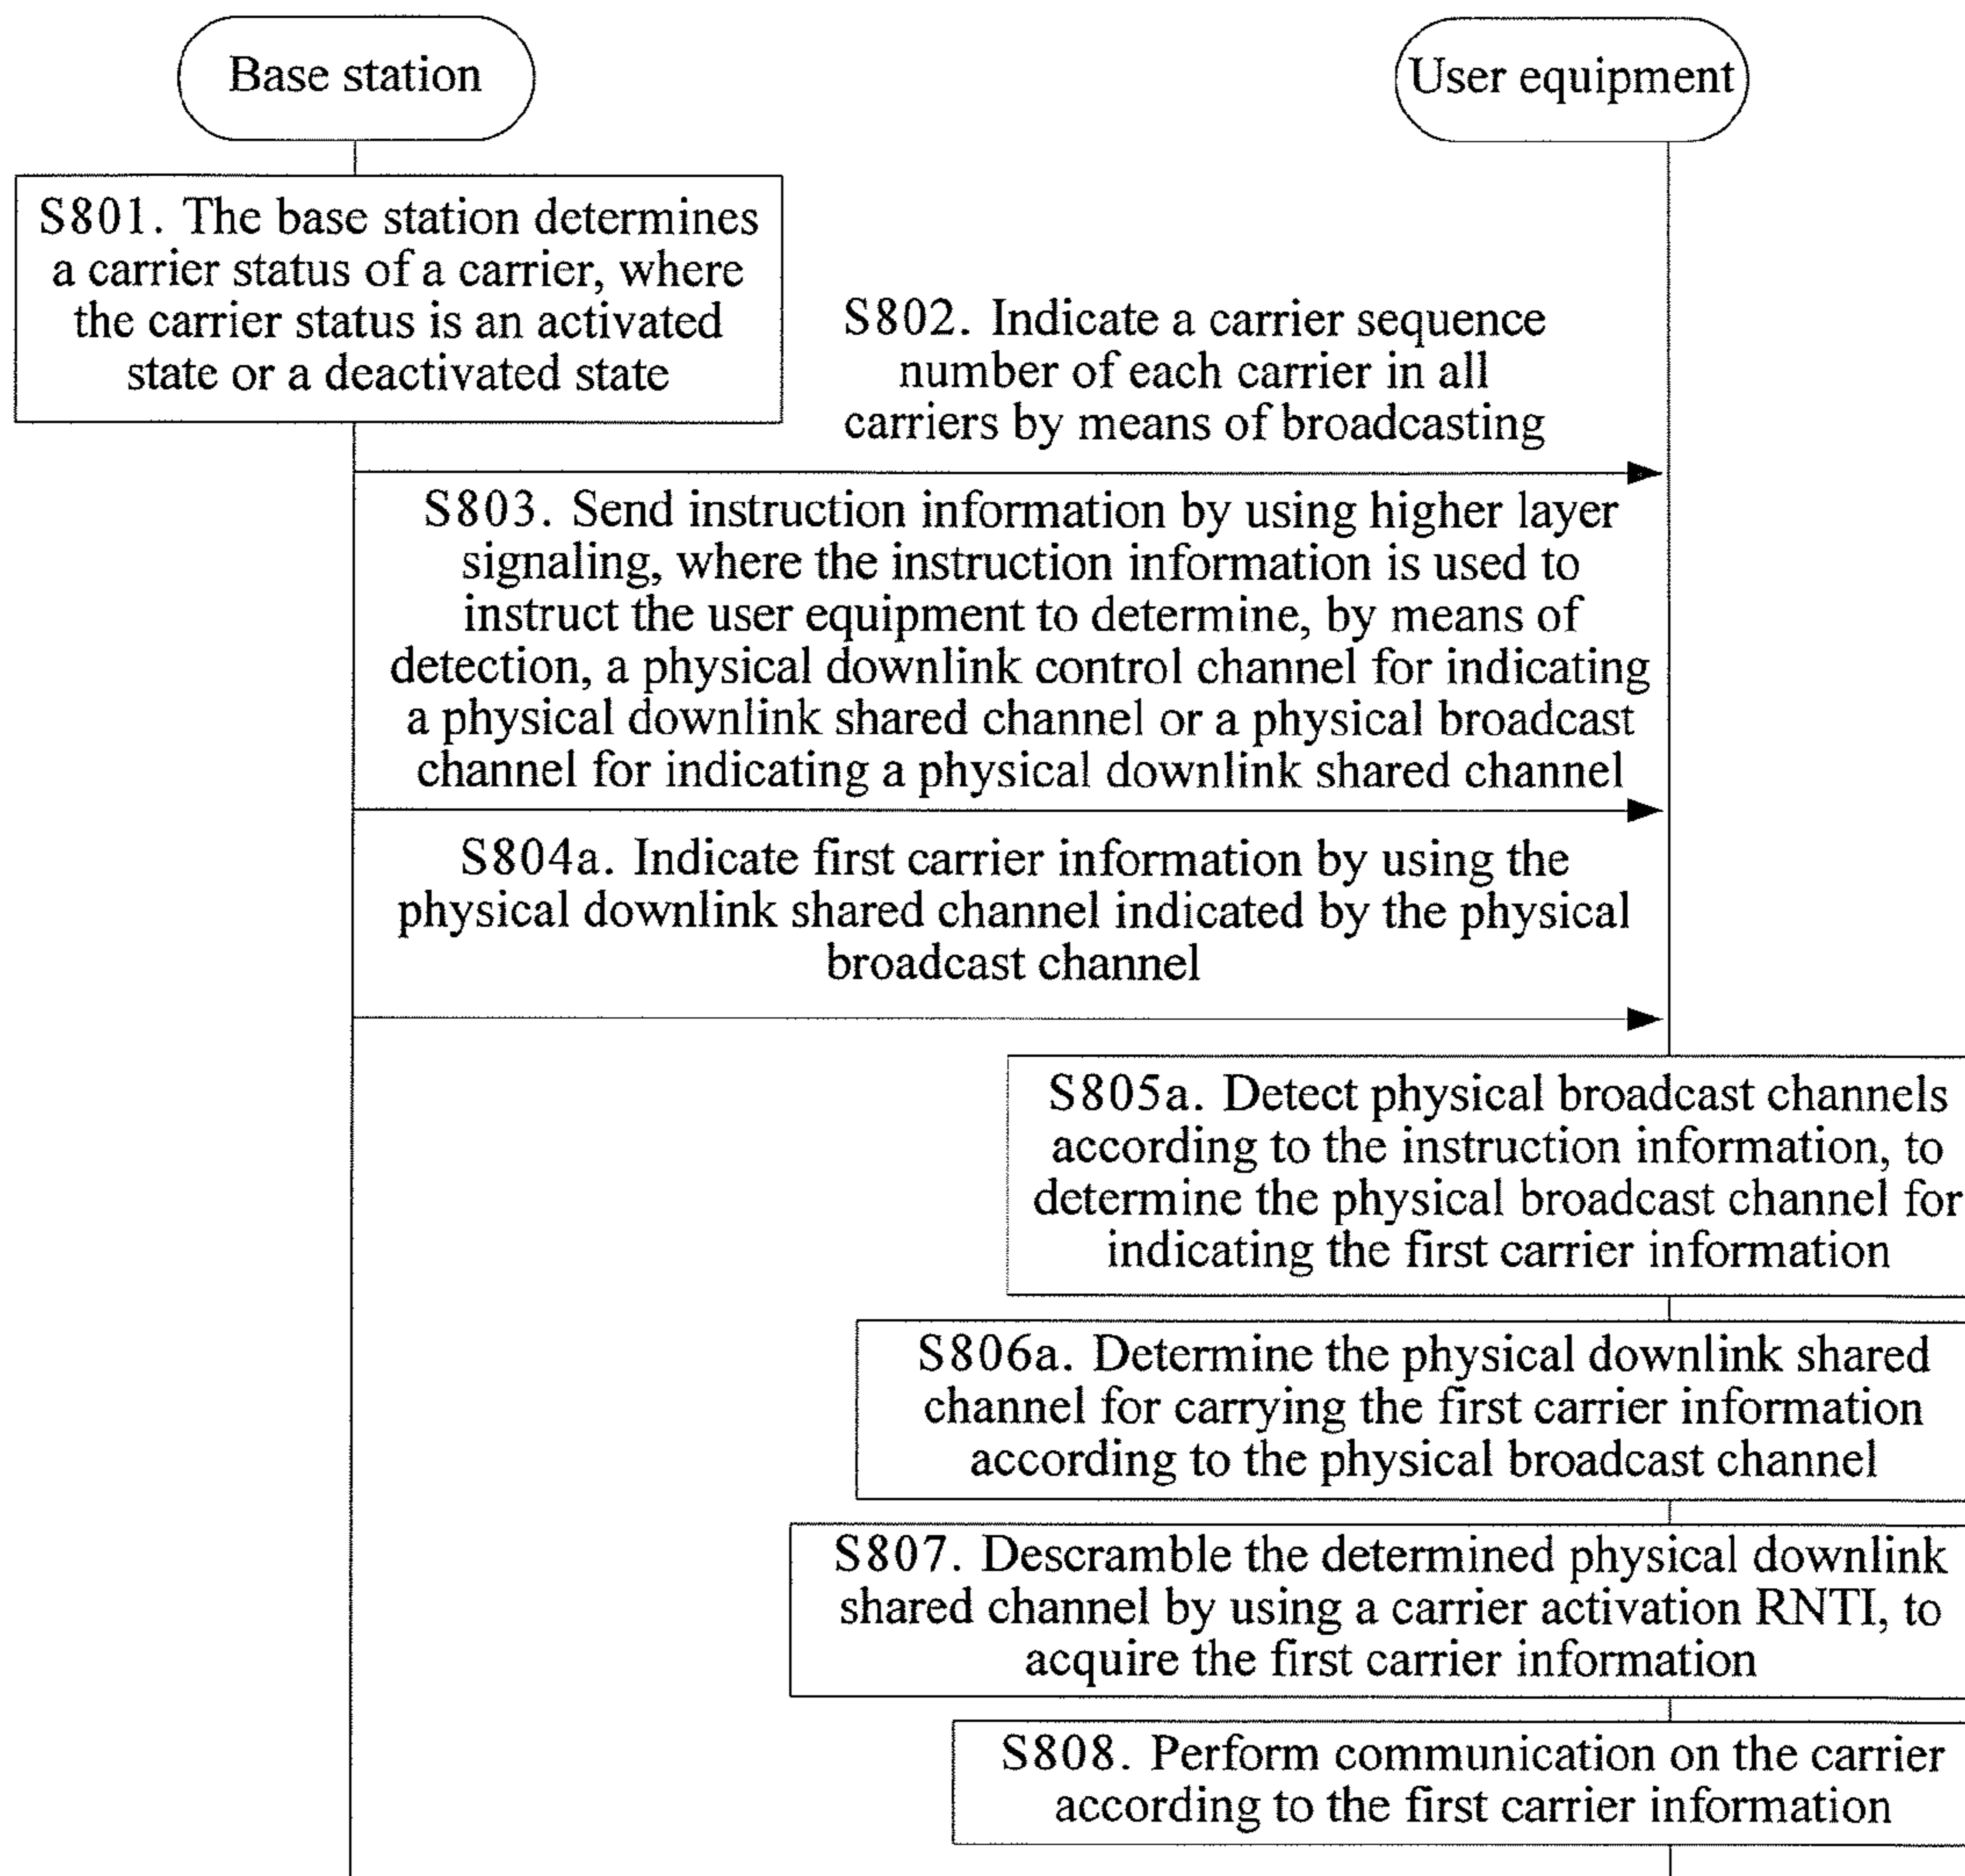 Base station
User equipment
S801. The base station determines
a carrier status of a carrier, where
the carrier status is an activated
state or a deactivated state
S802. Indicate a carrier sequence
number of each carrier in all
carriers by means of broadcasting
S803. Send instruction information by using higher layer
signaling, where the instruction information is used to
instruct the user equipment to determine, by means of
detection, a physical downlink control channel for indicating
a physical downlink shared channel or a physical broadcast
channel for indicating a physical downlink shared channel
S804a. Indicate first carrier information by using the
physical downlink shared channel indicated by the physical
broadcast channel
S805a. Detect physical broadcast channels
according to the instruction information, to
determine the physical broadcast channel for
indicating the first carrier information
S806a. Determine the physical downlink shared
channel for carrying the first carrier information
according to the physical broadcast channel
S807. Descramble the determined physical downlink
shared channel by using a carrier activation RNTI, to
acquire the first carrier information
S808. Perform communication on the carrier
according to the first carrier information